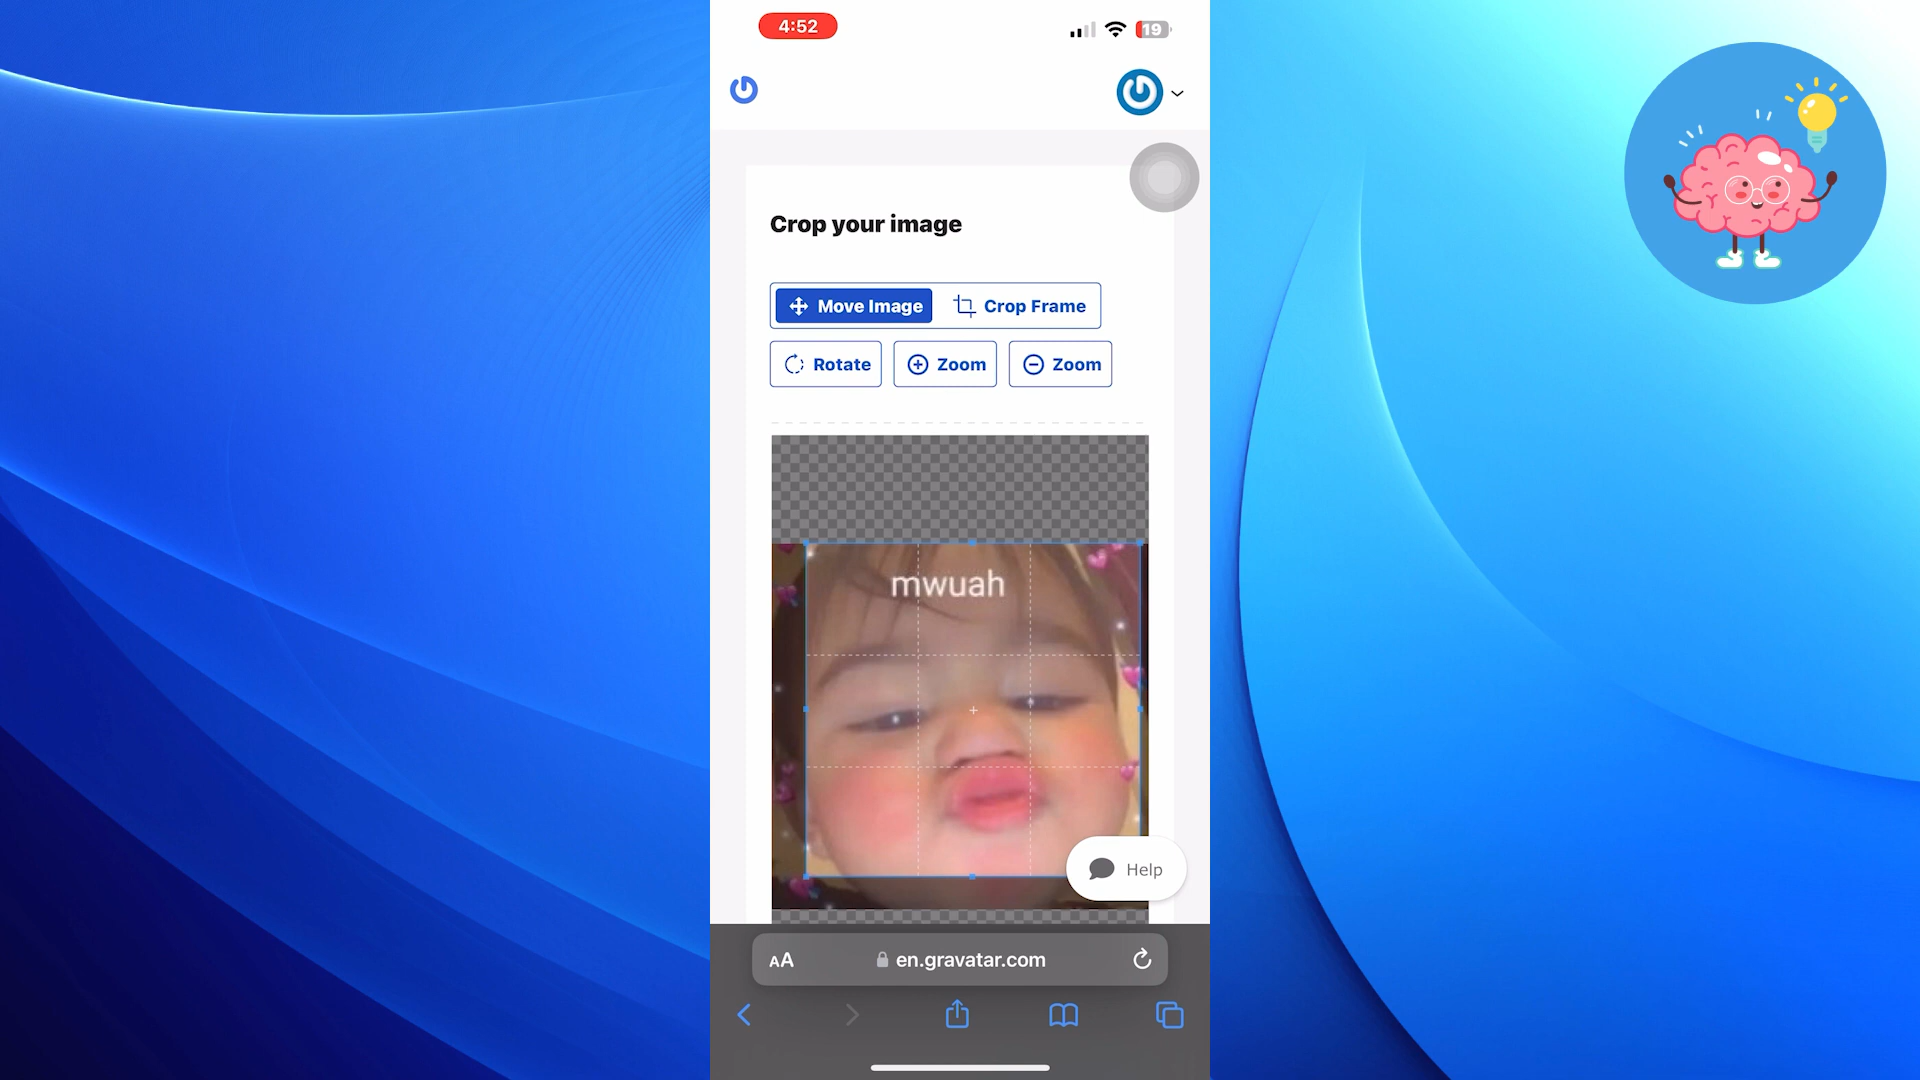 4:52
19
Crop your image
Move Image
Crop Frame
Rotate
Zoom
Zoom
mwuah
Help
AA
en.gravatar.com